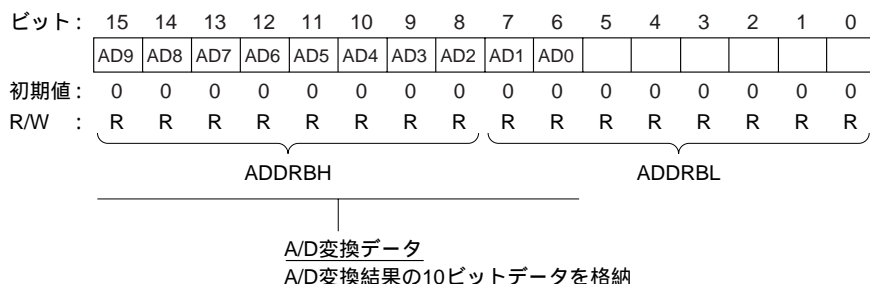 ビット : 15 14 13 12 11 10 9 8 7 6 5 4 3 2 1 0
AD9 AD8 AD7 AD6 AD5 AD4 AD3 AD2 AD1 AD0
初期値 : 0 0 0 0 0 0 0 0 0 0 0 0 0 0 0 0
R/W : R R R R R R R R R R R R R R R R
ADDRBH ADDRBL
A/D変換データ
A/D変換結果の10ビットデータを格納